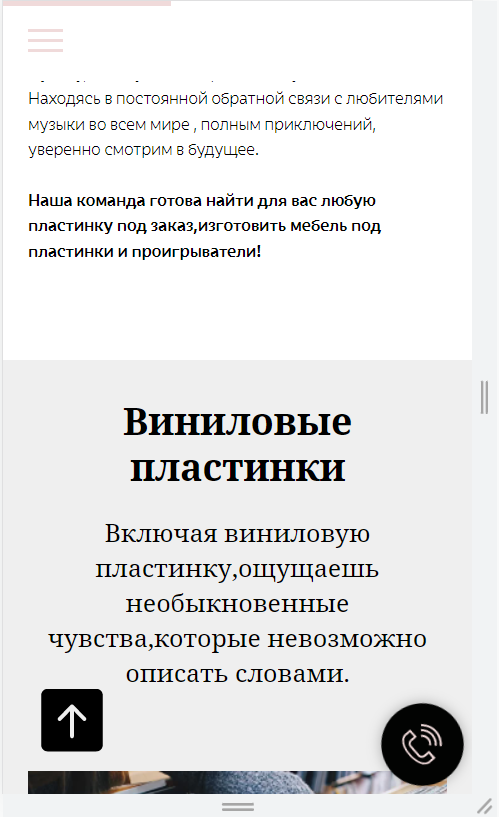 Находясь в постоянной обратной связи с любителями
музыки во всем мире , полным приключений,
уверенно смотрим в будущее.
Наша команда готова найти для вас любую
пластинку под заказ,изготовить мебель под
пластинки и проигрыватели!
Виниловые
пластинки
Включая виниловую
пластинку,ощущаешь
необыкновенные
чувства,которые невозможно
описать словами.